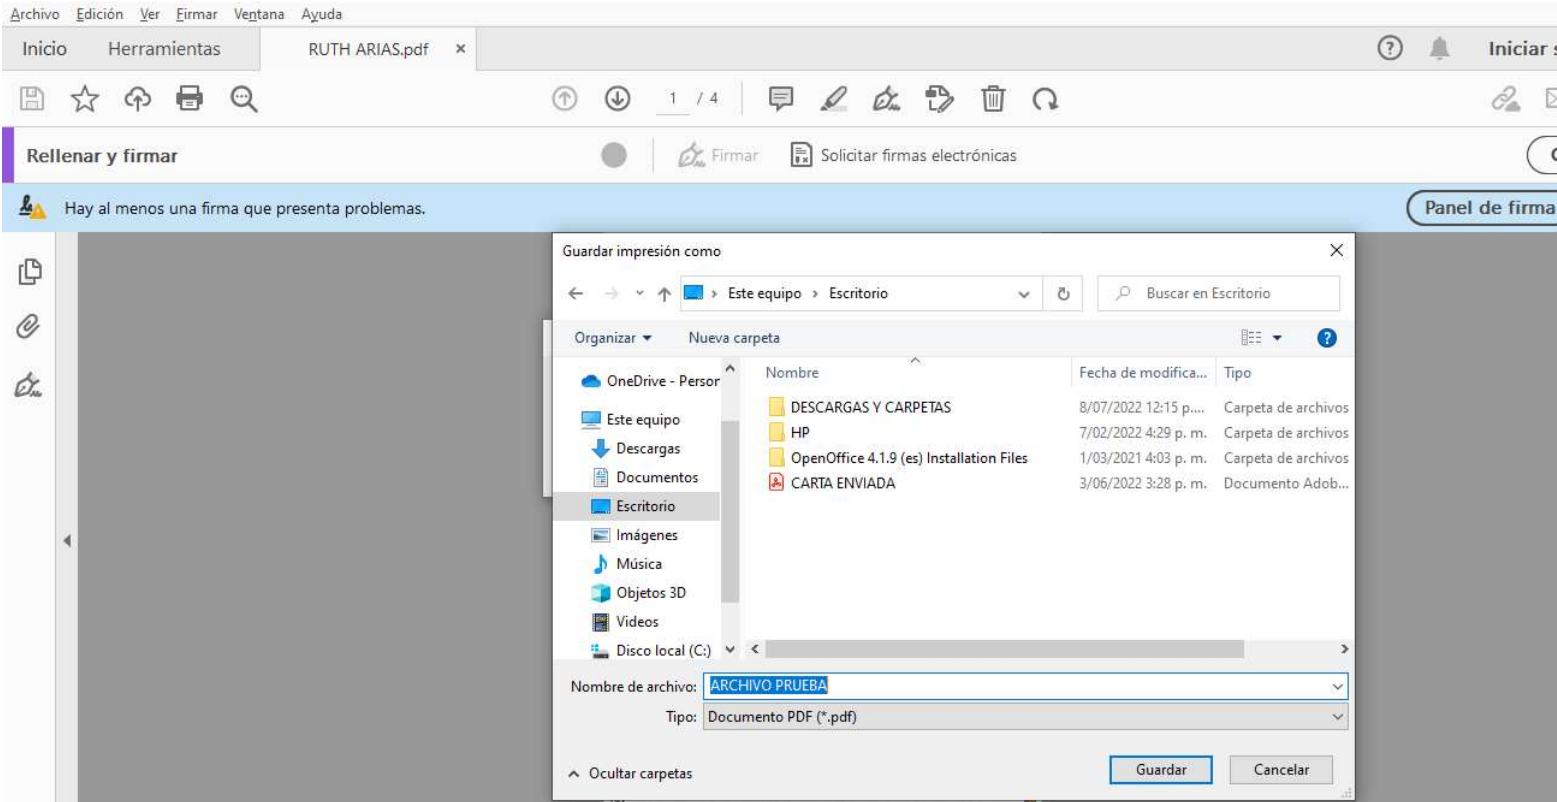 Archivo Edición Ver Firmar Ventana Ayuda
Inicio Herramientas RUTH ARIAS.pdf × ? Iniciar s
1 / 4
Rellenar y firmar Firmar Solicitar firmas electrónicas
Hay al menos una firma que presenta problemas. Panel de firma
Guardar impresión como
Este equipo › Escritorio Buscar en Escritorio
Organizar Nueva carpeta ?
Nombre Fecha de modifica... Tipo
OneDrive - Person
Este equipo
Descargas
Documentos
Escritorio
Imágenes
Música
Objetos 3D
Videos
Disco local (C:)
DESCARGAS Y CARPETAS 8/07/2022 12:15 p.... Carpeta de archivos
HP 7/02/2022 4:29 p. m. Carpeta de archivos
OpenOffice 4.1.9 (es) Installation Files 1/03/2021 4:03 p. m. Carpeta de archivos
CARTA ENVIADA 3/06/2022 3:28 p. m. Documento Adob...
Nombre de archivo: ARCHIVO PRUEBA
Tipo: Documento PDF (*.pdf)
Ocultar carpetas Guardar Cancelar